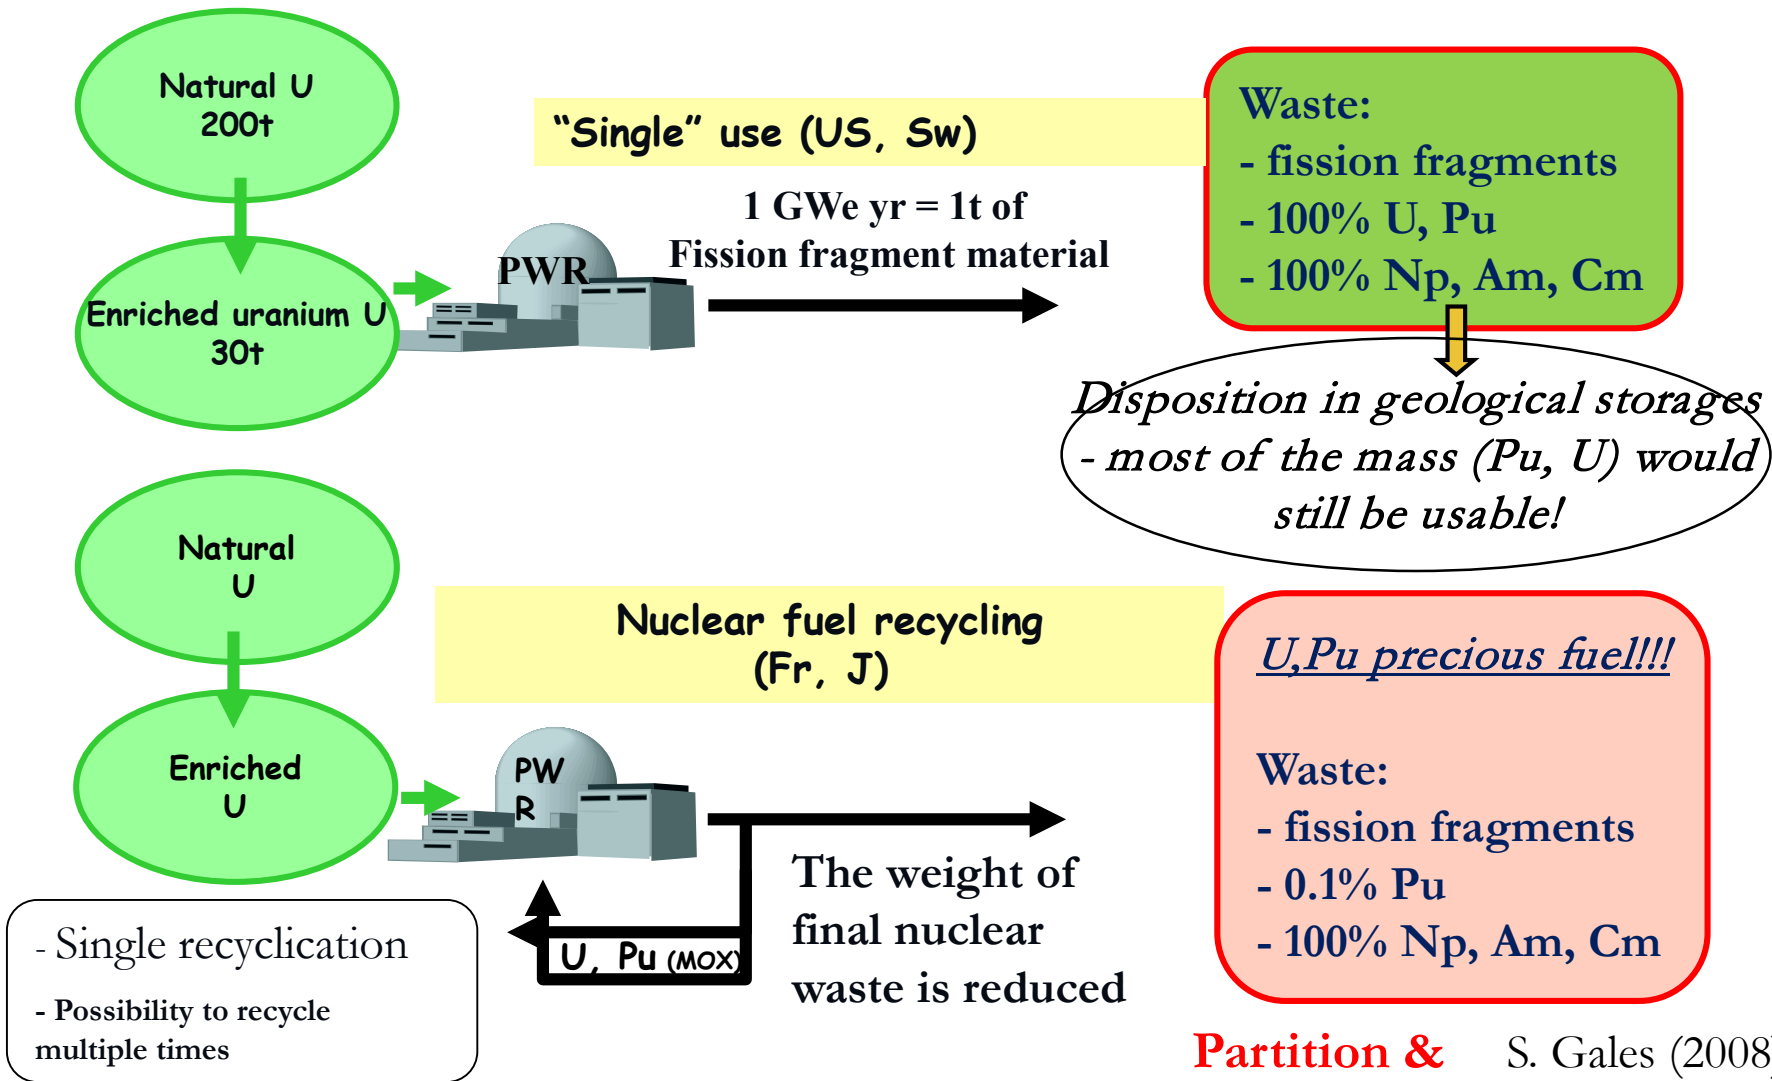 Natural U
200t
Enriched uranium U
30t
PWR
“Single” use (US, Sw)
1 GWe yr = 1t of
Fission fragment material
Waste:
- fission fragments
- 100% U, Pu
- 100% Np, Am, Cm
Disposition in geological storages
- most of the mass (Pu, U) would
still be usable!
Natural
U
Enriched
U
PW
R
Nuclear fuel recycling
(Fr, J)
U, Pu (MOX)
The weight of
final nuclear
waste is reduced
U,Pu precious fuel!!!
Waste:
- fission fragments
- 0.1% Pu
- 100% Np, Am, Cm
- Single recyclication
- Possibility to recycle
multiple times
Partition &
S. Gales (2008)